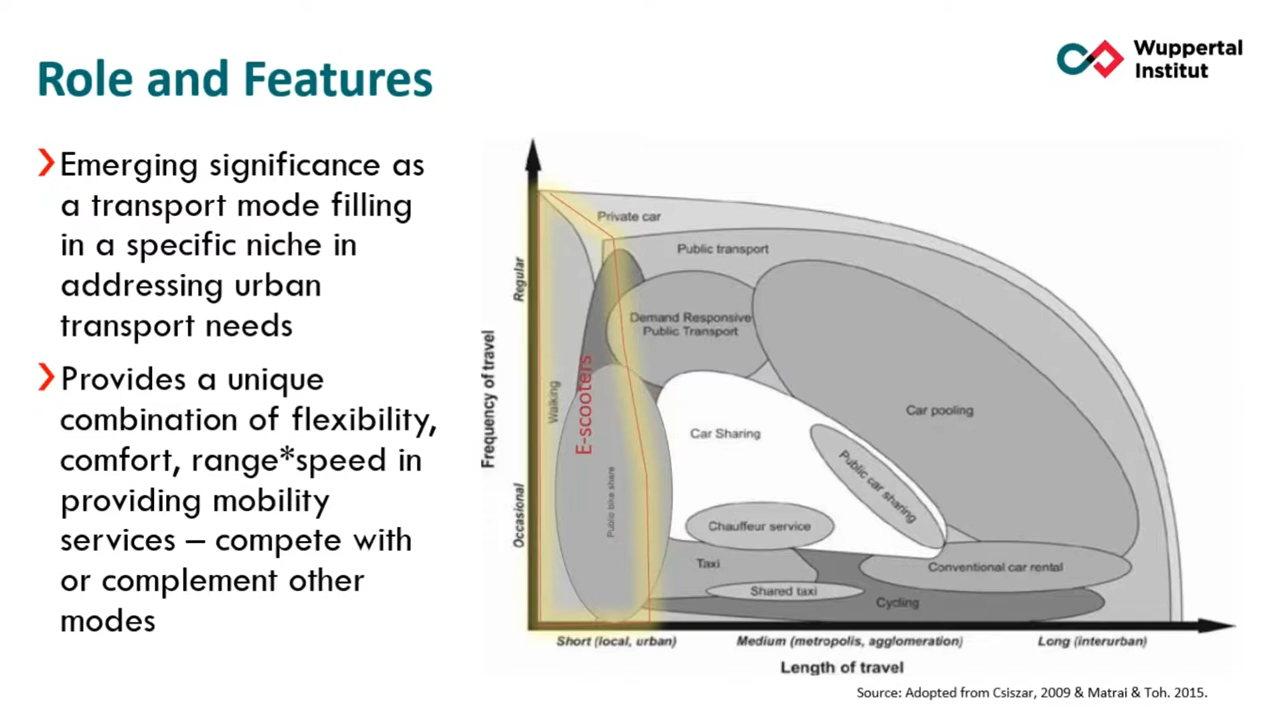 Role and Features
Wuppertal
Institut
Emerging significance as
a transport mode filling
in a specific niche in
addressing urban
transport needs
Provides a unique
combination of flexibility,
comfort, range*speed in
providing mobility
services – compete with
or complement other
modes
Frequency of travel
Regular
Occasional
Private car
Public transport
Demand Responsive
Public Transport
Walking
E-scooters
Public bike share
Car pooling
Car Sharing
Public car sharing
Chauffeur service
Taxi
Shared taxi
Conventional car rental
Cycling
Short (local, urban)
Medium (metropolis, agglomeration)
Long (interurban)
Length of travel
Source: Adopted from Csiszar, 2009 & Matrai & Toh. 2015.